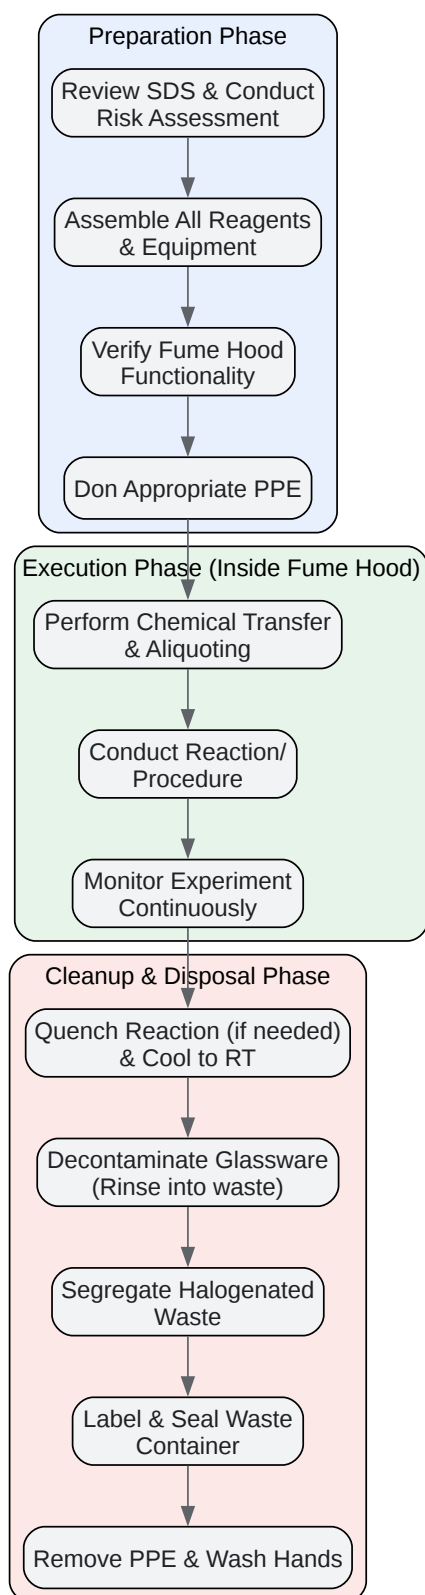 Preparation Phase
Review SDS & Conduct
Risk Assessment
Assemble All Reagents
& Equipment
Verify Fume Hood
Functionality
Don Appropriate PPE
Execution Phase (Inside Fume Hood)
Perform Chemical Transfer
& Aliquoting
Conduct Reaction/
Procedure
Monitor Experiment
Continuously
Cleanup & Disposal Phase
Quench Reaction (if needed)
& Cool to RT
Decontaminate Glassware
(Rinse into waste)
Segregate Halogenated
Waste
Label & Seal Waste
Container
Remove PPE & Wash Hands